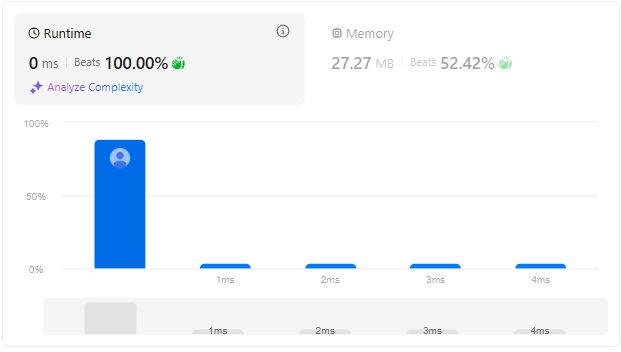 Runtime
0 ms | Beats 100.00%
Analyze Complexity
Memory
27.27 MB | Beats 52.42%
100%
50%
0%
1ms 2ms 3ms 4ms
1ms 2ms 3ms 4ms